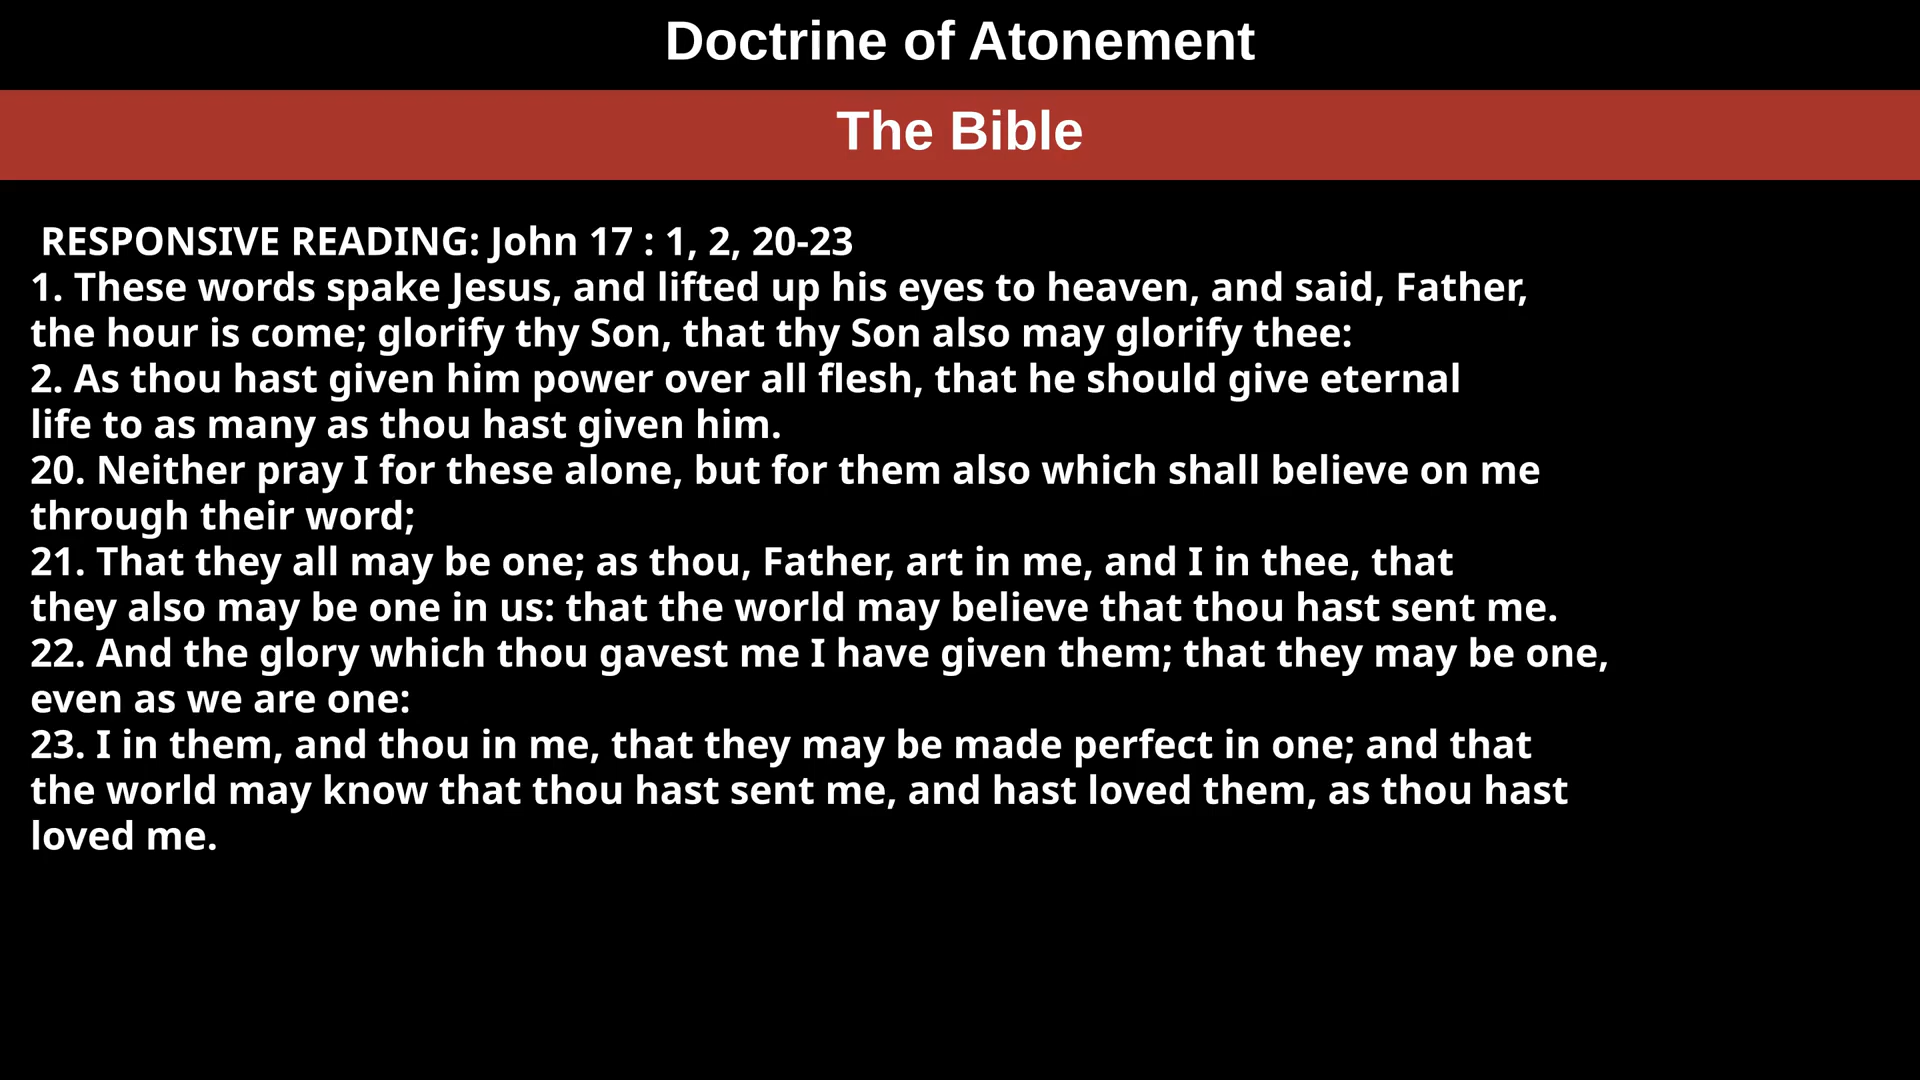 Doctrine of Atonement
The Bible
RESPONSIVE READING: John 17 : 1, 2, 20-23
1. These words spake Jesus, and lifted up his eyes to heaven, and said, Father,
the hour is come; glorify thy Son, that thy Son also may glorify thee:
2. As thou hast given him power over all flesh, that he should give eternal
life to as many as thou hast given him.
20. Neither pray I for these alone, but for them also which shall believe on me
through their word;
21. That they all may be one; as thou, Father, art in me, and I in thee, that
they also may be one in us: that the world may believe that thou hast sent me.
22. And the glory which thou gavest me I have given them; that they may be one,
even as we are one:
23. I in them, and thou in me, that they may be made perfect in one; and that
the world may know that thou hast sent me, and hast loved them, as thou hast
loved me.